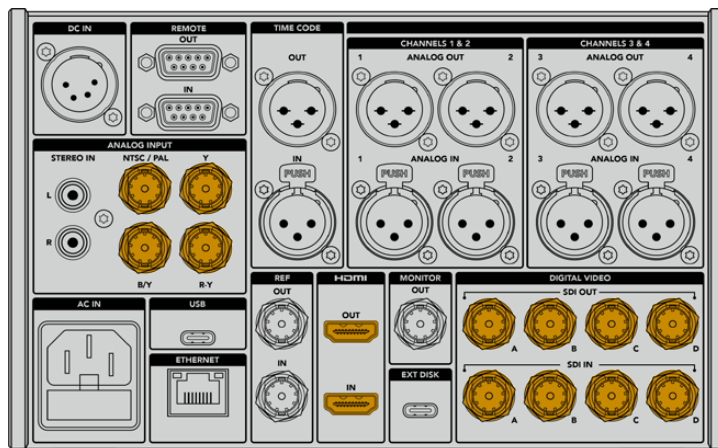 DC IN
REMOTE
OUT
IN
TIME CODE
OUT
IN
CHANNELS 1 & 2
1 ANALOG OUT 2
PUSH
1 ANALOG IN 2
PUSH PUSH
CHANNELS 3 & 4
3 ANALOG OUT 4
3 ANALOG IN 4
PUSH PUSH
ANALOG INPUT
STEREO IN NTSC / PAL Y
L
R
B/Y R-Y
AC IN
USB
ETHERNET
REF
OUT
IN
HDMI
OUT
IN
MONITOR
OUT
EXT DISK
DIGITAL VIDEO
SDI OUT
A B C D
SDI IN
A B C D